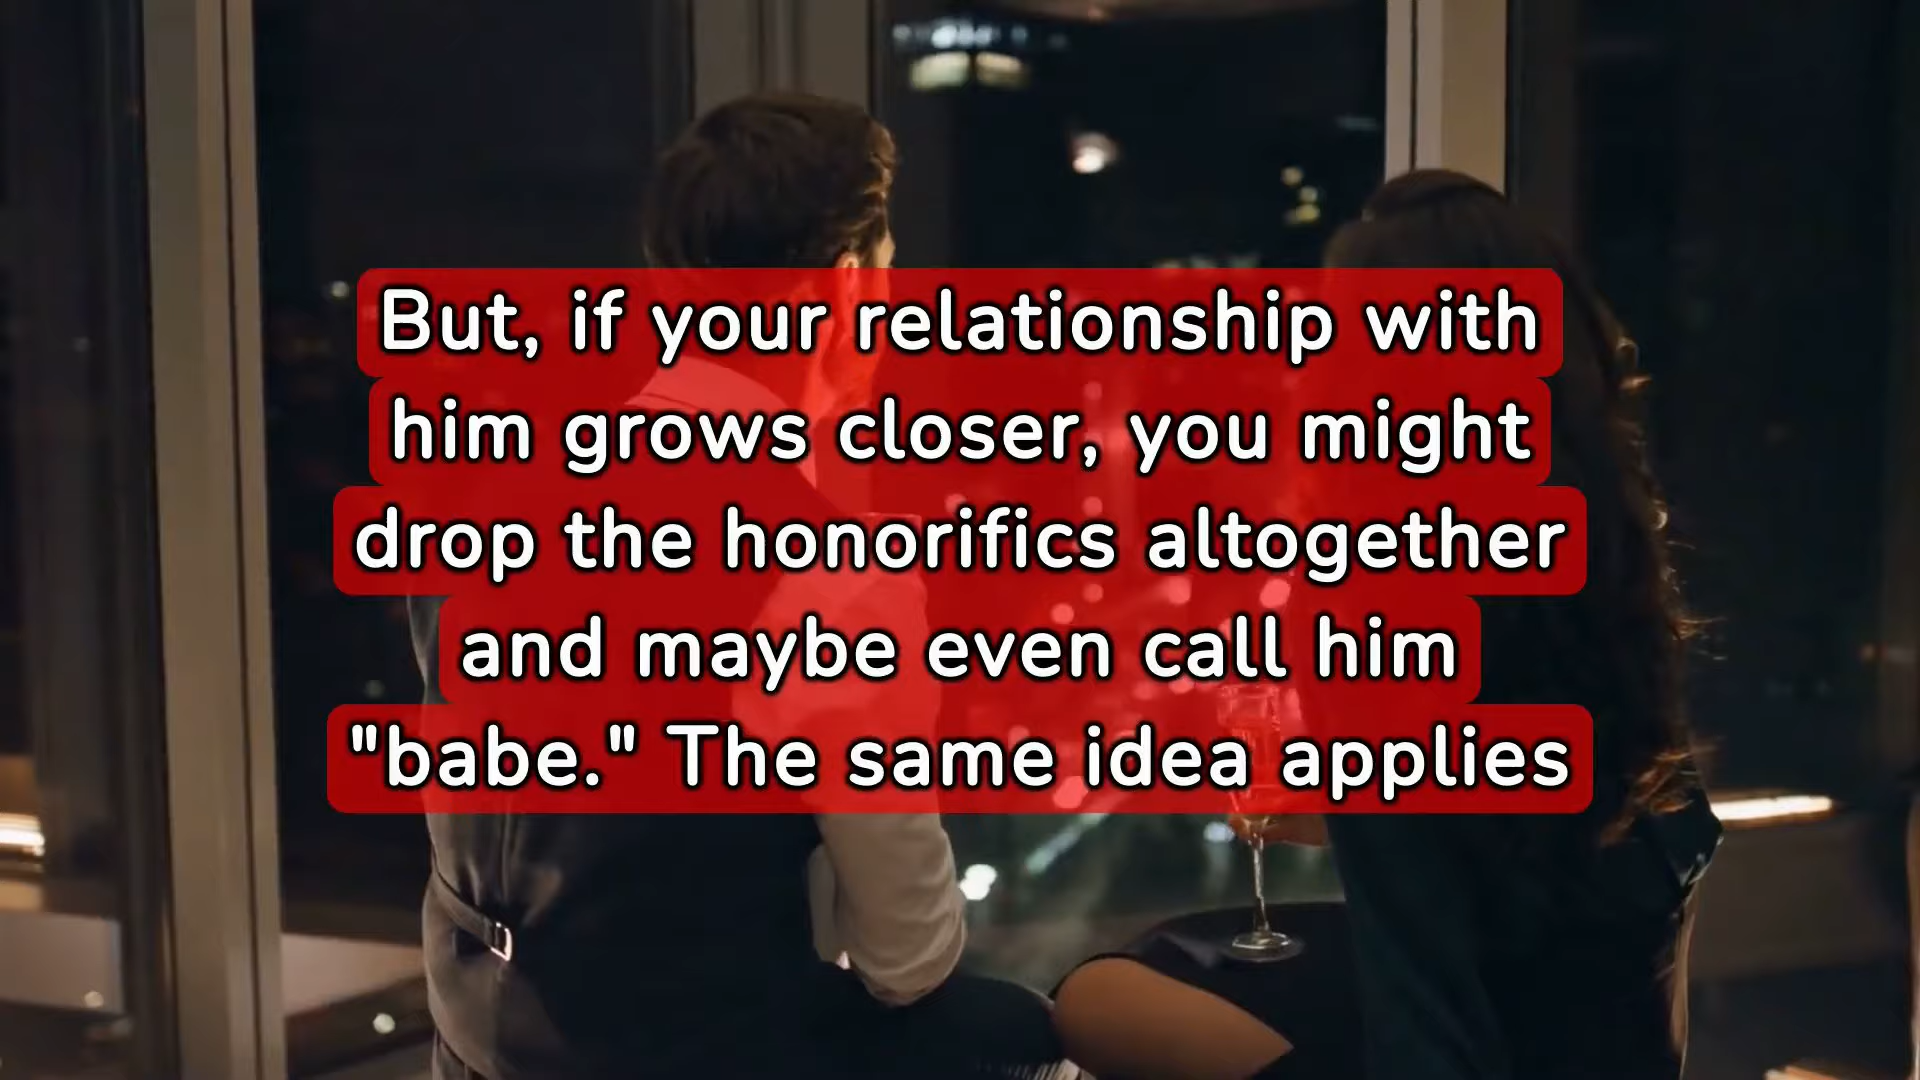 But, if your relationship with
him grows closer, you might
drop the honorifics altogether
and maybe even call him
"babe." The same idea applies